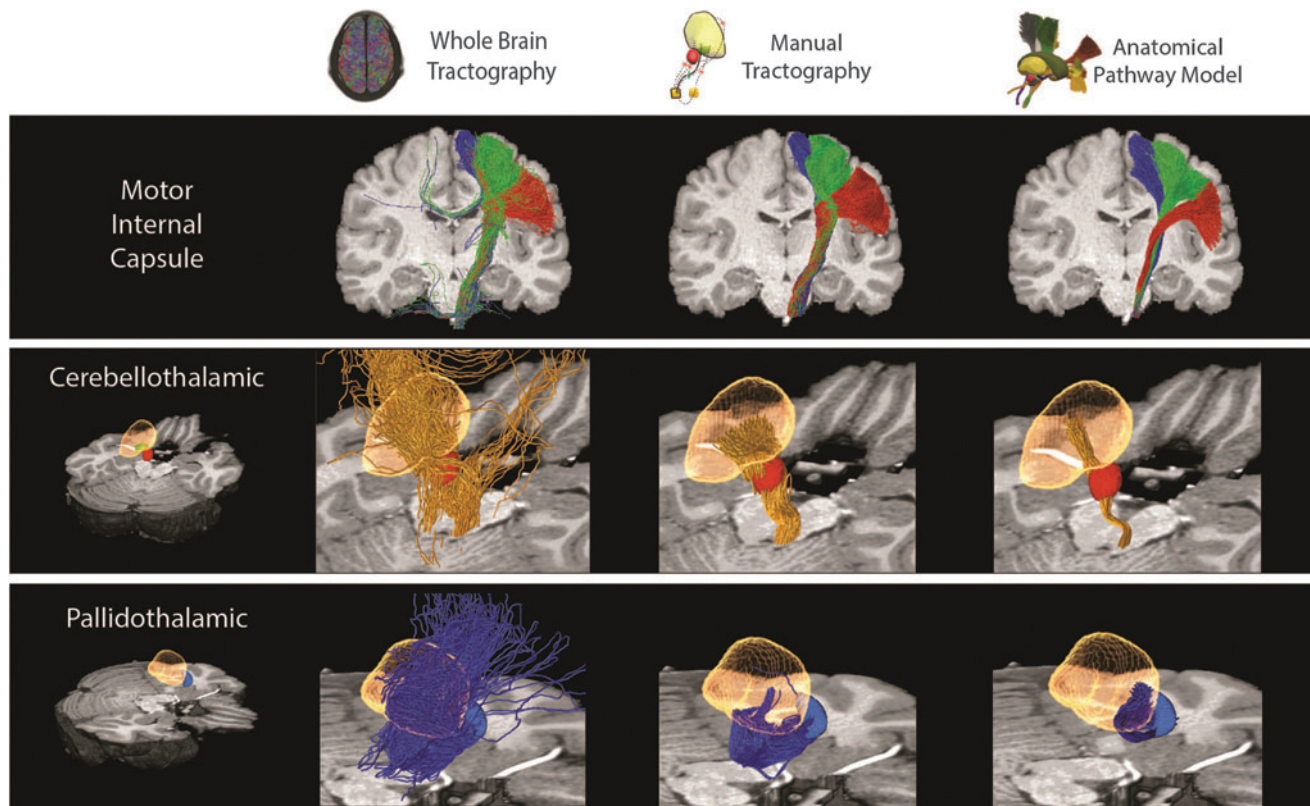 Whole Brain
Tractography
Manual
Tractography
Anatomical
Pathway Model
Motor
Internal
Capsule
Cerebellothalamic
Pallidothalamic